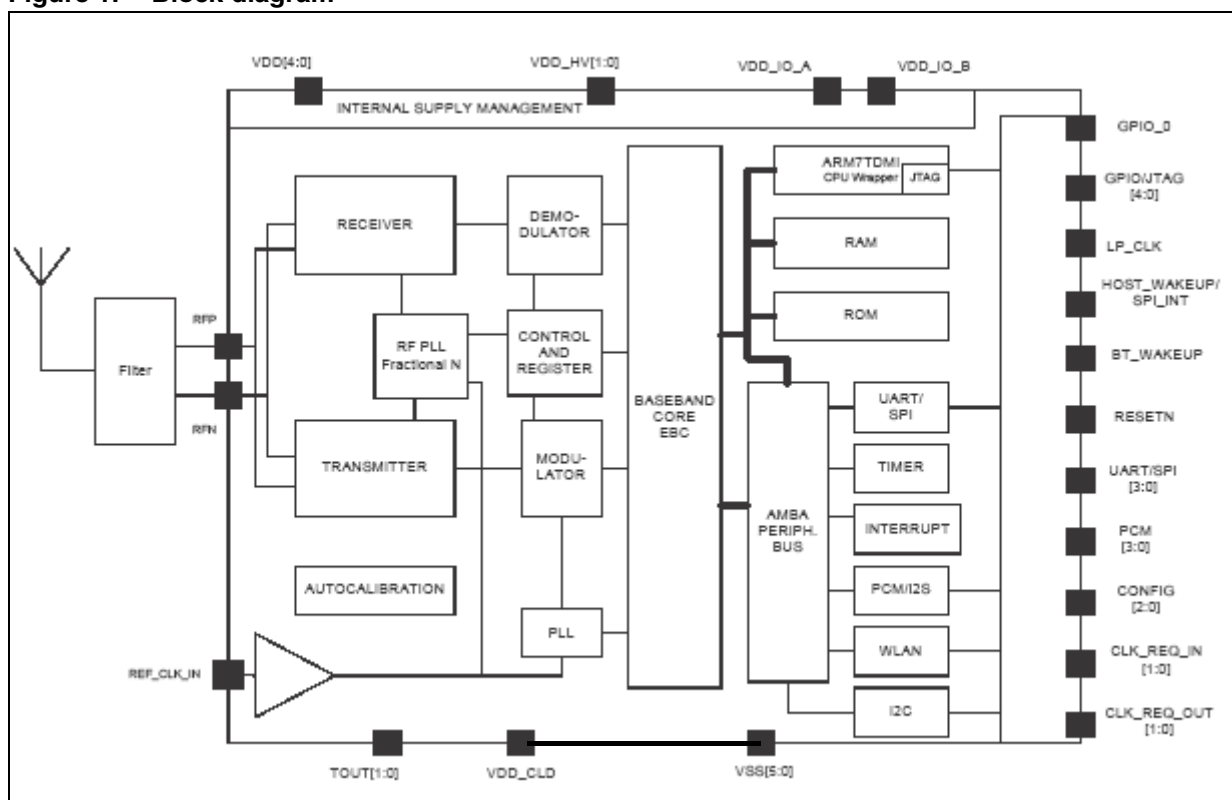 VDD[4:0]
VDD_HV[1:0]
VDD_IO_A
VDD_IO_B
INTERNAL SUPPLY MANAGEMENT
GPIO_0
ARM7TDMI
CPU Wrapper
JTAG
GPIO/JTAG
[4:0]
RECEIVER
DEMO-
DULATOR
RAM
LP_CLK
HOST_WAKEUP/
SPI_INT
ROM
RFP
Filter
RF PLL
Fractional N
CONTROL
AND
REGISTER
BT_WAKEUP
BASEBAND
CORE
EBC
UART/
SPI
RESETN
RFN
TRANSMITTER
MODU-
LATOR
TIMER
UART/SPI
[3:0]
AMBA
PERIPH.
BUS
INTERRUPT
PCM
[3:0]
AUTOCALIBRATION
PCM/I2S
CONFIG
[2:0]
PLL
WLAN
CLK_REQ_IN
[1:0]
REF_CLK_IN
I2C
CLK_REQ_OUT
[1:0]
TOUT[1:0]
VDD_CLD
VSS[5:0]